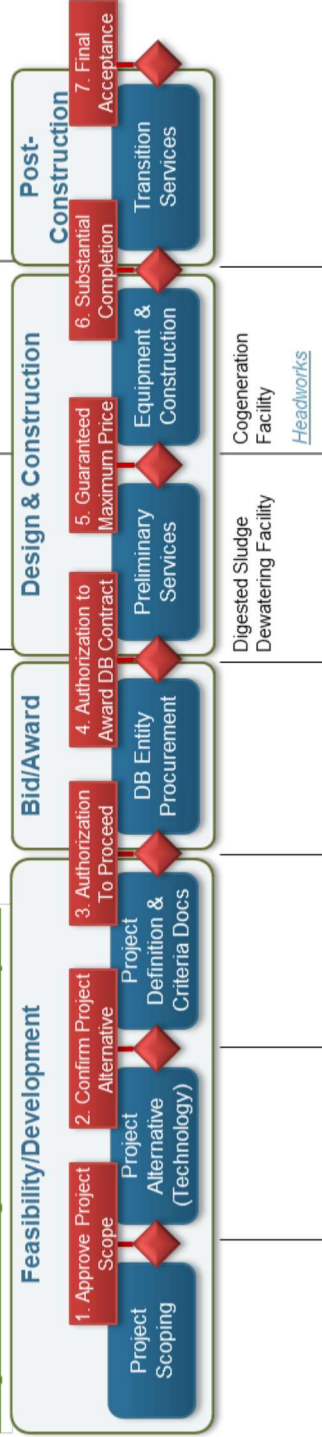 Feasibility/Development
Bid/Award
Design & Construction
Post-
Construction
1. Approve Project
Scope
2. Confirm Project
Alternative
3. Authorization
To Proceed
4. Authorization to
Award DB Contract
5. Guaranteed
Maximum Price
6. Substantial
Completion
7. Final
Acceptance
Project
Scoping
Project
Alternative
(Technology)
Project
Definition &
Criteria Docs
DB Entity
Procurement
Preliminary
Services
Equipment &
Construction
Transition
Services
Digested Sludge
Dewatering Facility
Cogeneration
Facility
Headworks